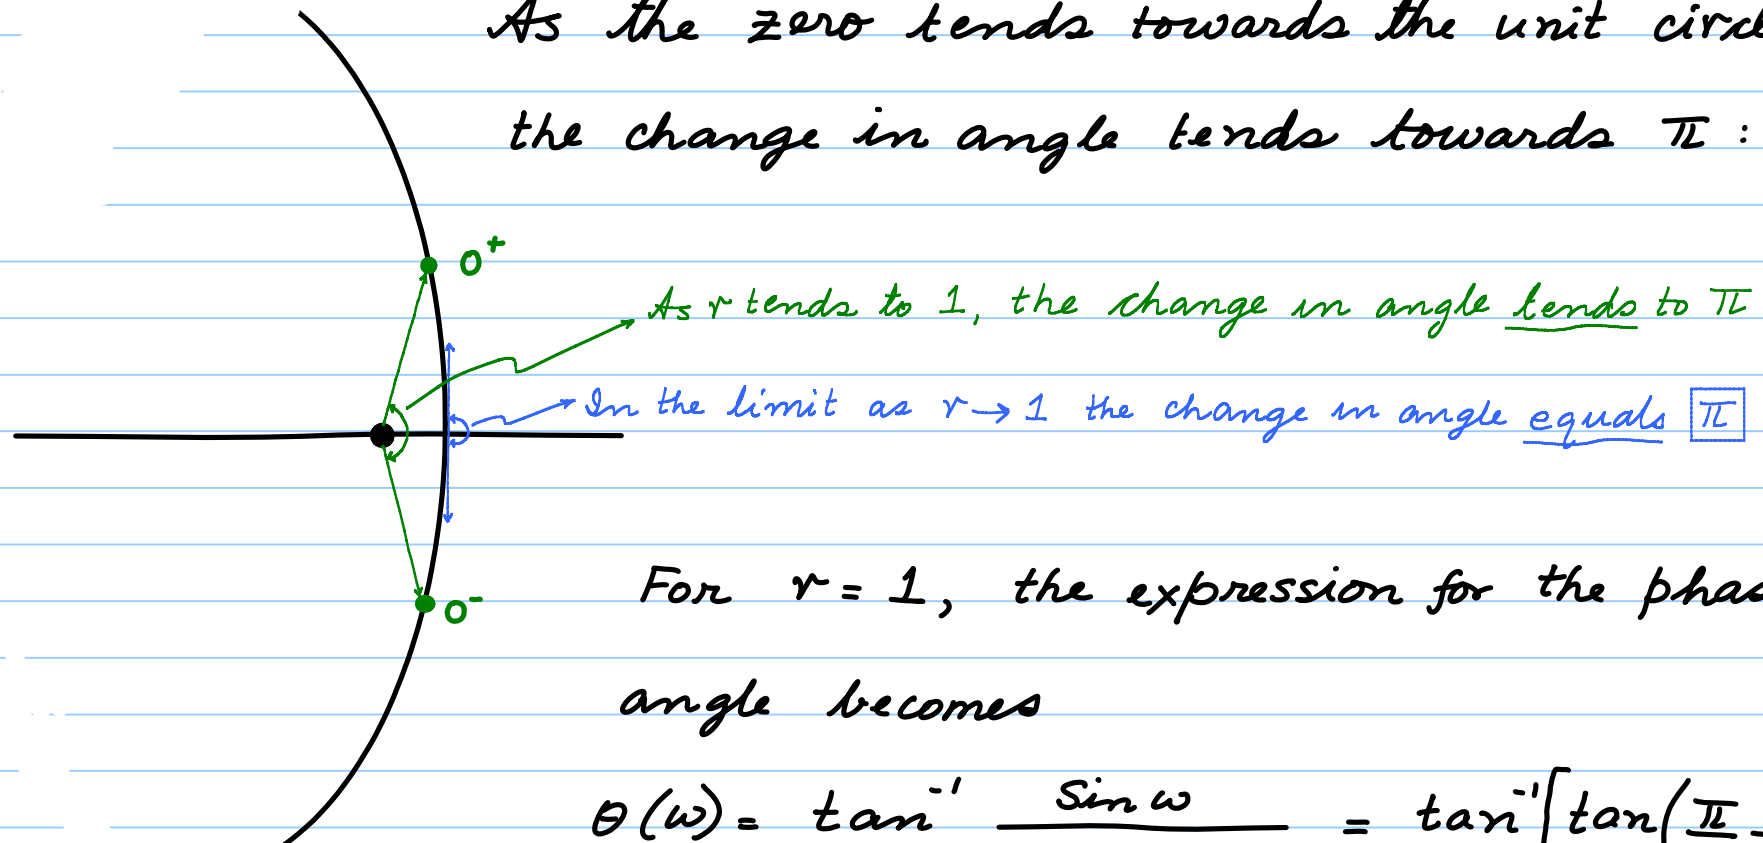 As the zero tends towards the unit
the change in angle tends towards π :
0⁺
As r tends to 1, the change in angle tends to π
In the limit as r → 1 the change in angle equals π
0⁻
For r = 1, the expression for the
angle becomes
θ(ω) = tan⁻¹ sin ω = tan⁻¹[tan(π